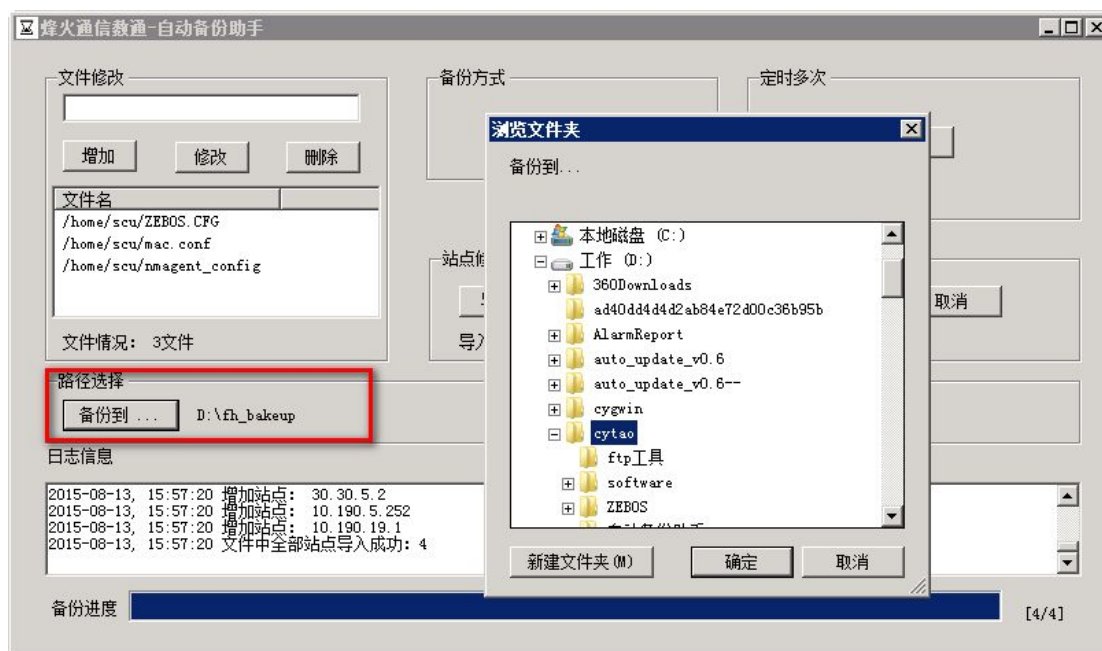 烽火通信数通-自动备份助手
文件修改
增加
修改
删除
文件名
/home/scu/ZEBOS.CFG
/home/scu/mac.conf
/home/scu/nmagent_config
文件情况: 3文件
备份方式
定时多次
站点修
导入
取消
路径选择
备份到 ...
D:\fh_bakeup
浏览文件夹
备份到...
本地磁盘 (C:)
工作 (D:)
360Downloads
ad40dd4d4d2ab84e72d00c36b95b
AlarmReport
auto_update_v0.6
auto_update_v0.6--
cygwin
cytao
ftp工具
software
ZEBOS
新建文件夹(M)
确定
取消
日志信息
2015-08-13, 15:57:20 增加站点: 30.30.5.2
2015-08-13, 15:57:20 增加站点: 10.190.5.252
2015-08-13, 15:57:20 增加站点: 10.190.19.1
2015-08-13, 15:57:20 文件中全部站点导入成功: 4
备份进度
[4/4]